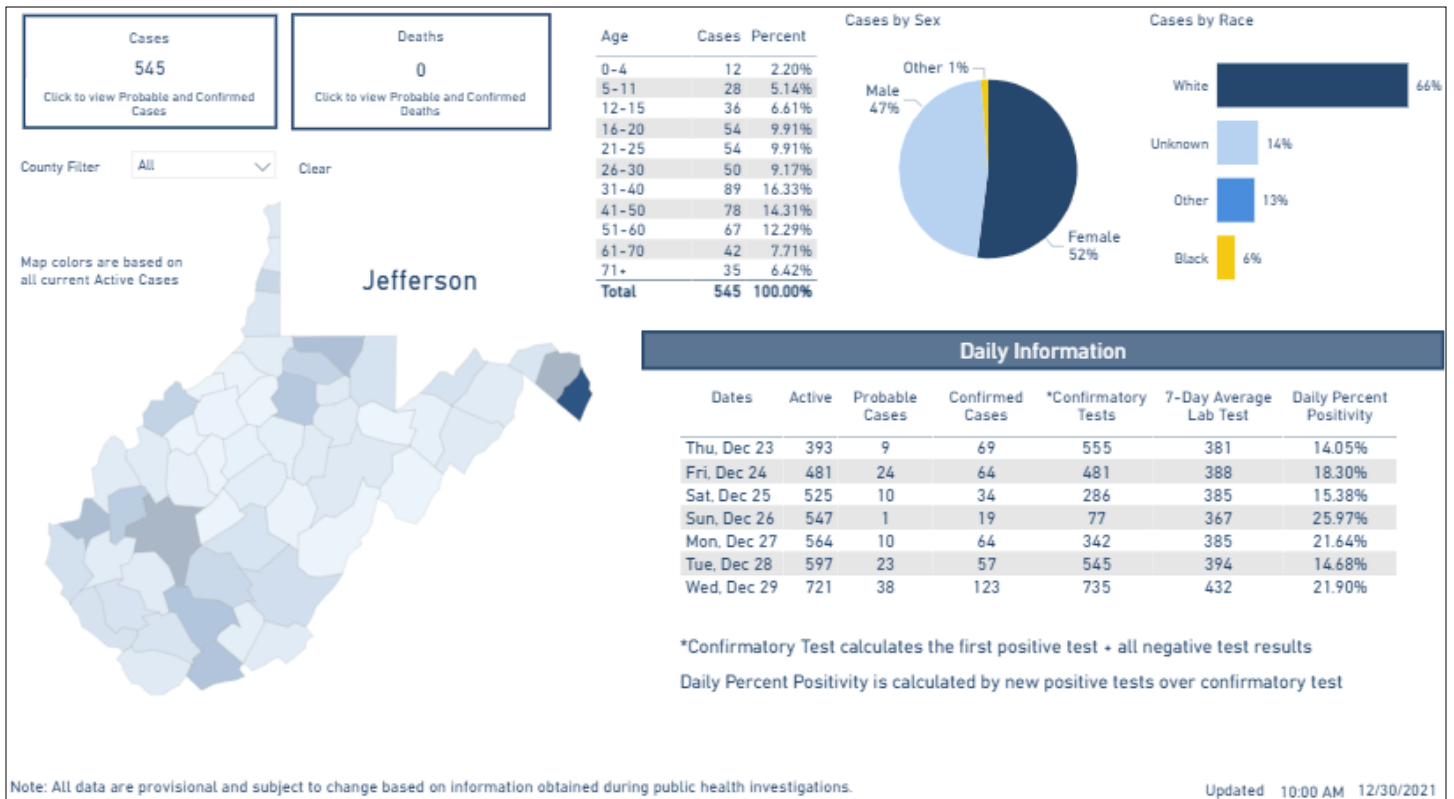 Cases
545
Click to view Probable and Confirmed
Cases
Deaths
0
Click to view Probable and Confirmed
Deaths
County Filter All Clear
Map colors are based on
all current Active Cases
Jefferson
Age Cases Percent
0-4 12 2.20%
5-11 28 5.14%
12-15 36 6.61%
16-20 54 9.91%
21-25 54 9.91%
26-30 50 9.17%
31-40 89 16.33%
41-50 78 14.31%
51-60 67 12.29%
61-70 42 7.71%
71+ 35 6.42%
Total 545 100.00%
Cases by Sex
Other 1%
Male
47%
Female
52%
Cases by Race
White 66%
Unknown 14%
Other 13%
Black 6%
Daily Information
Dates Active Probable Cases Confirmed Cases *Confirmatory Tests 7-Day Average Lab Test Daily Percent Positivity
Thu, Dec 23 393 9 69 555 381 14.05%
Fri, Dec 24 481 24 64 481 388 18.30%
Sat, Dec 25 525 10 34 286 385 15.38%
Sun, Dec 26 547 1 19 77 367 25.97%
Mon, Dec 27 564 10 64 342 385 21.64%
Tue, Dec 28 597 23 57 545 394 14.68%
Wed, Dec 29 721 38 123 735 432 21.90%
*Confirmatory Test calculates the first positive test + all negative test results
Daily Percent Positivity is calculated by new positive tests over confirmatory test
Note: All data are provisional and subject to change based on information obtained during public health investigations.
Updated 10:00 AM 12/30/2021